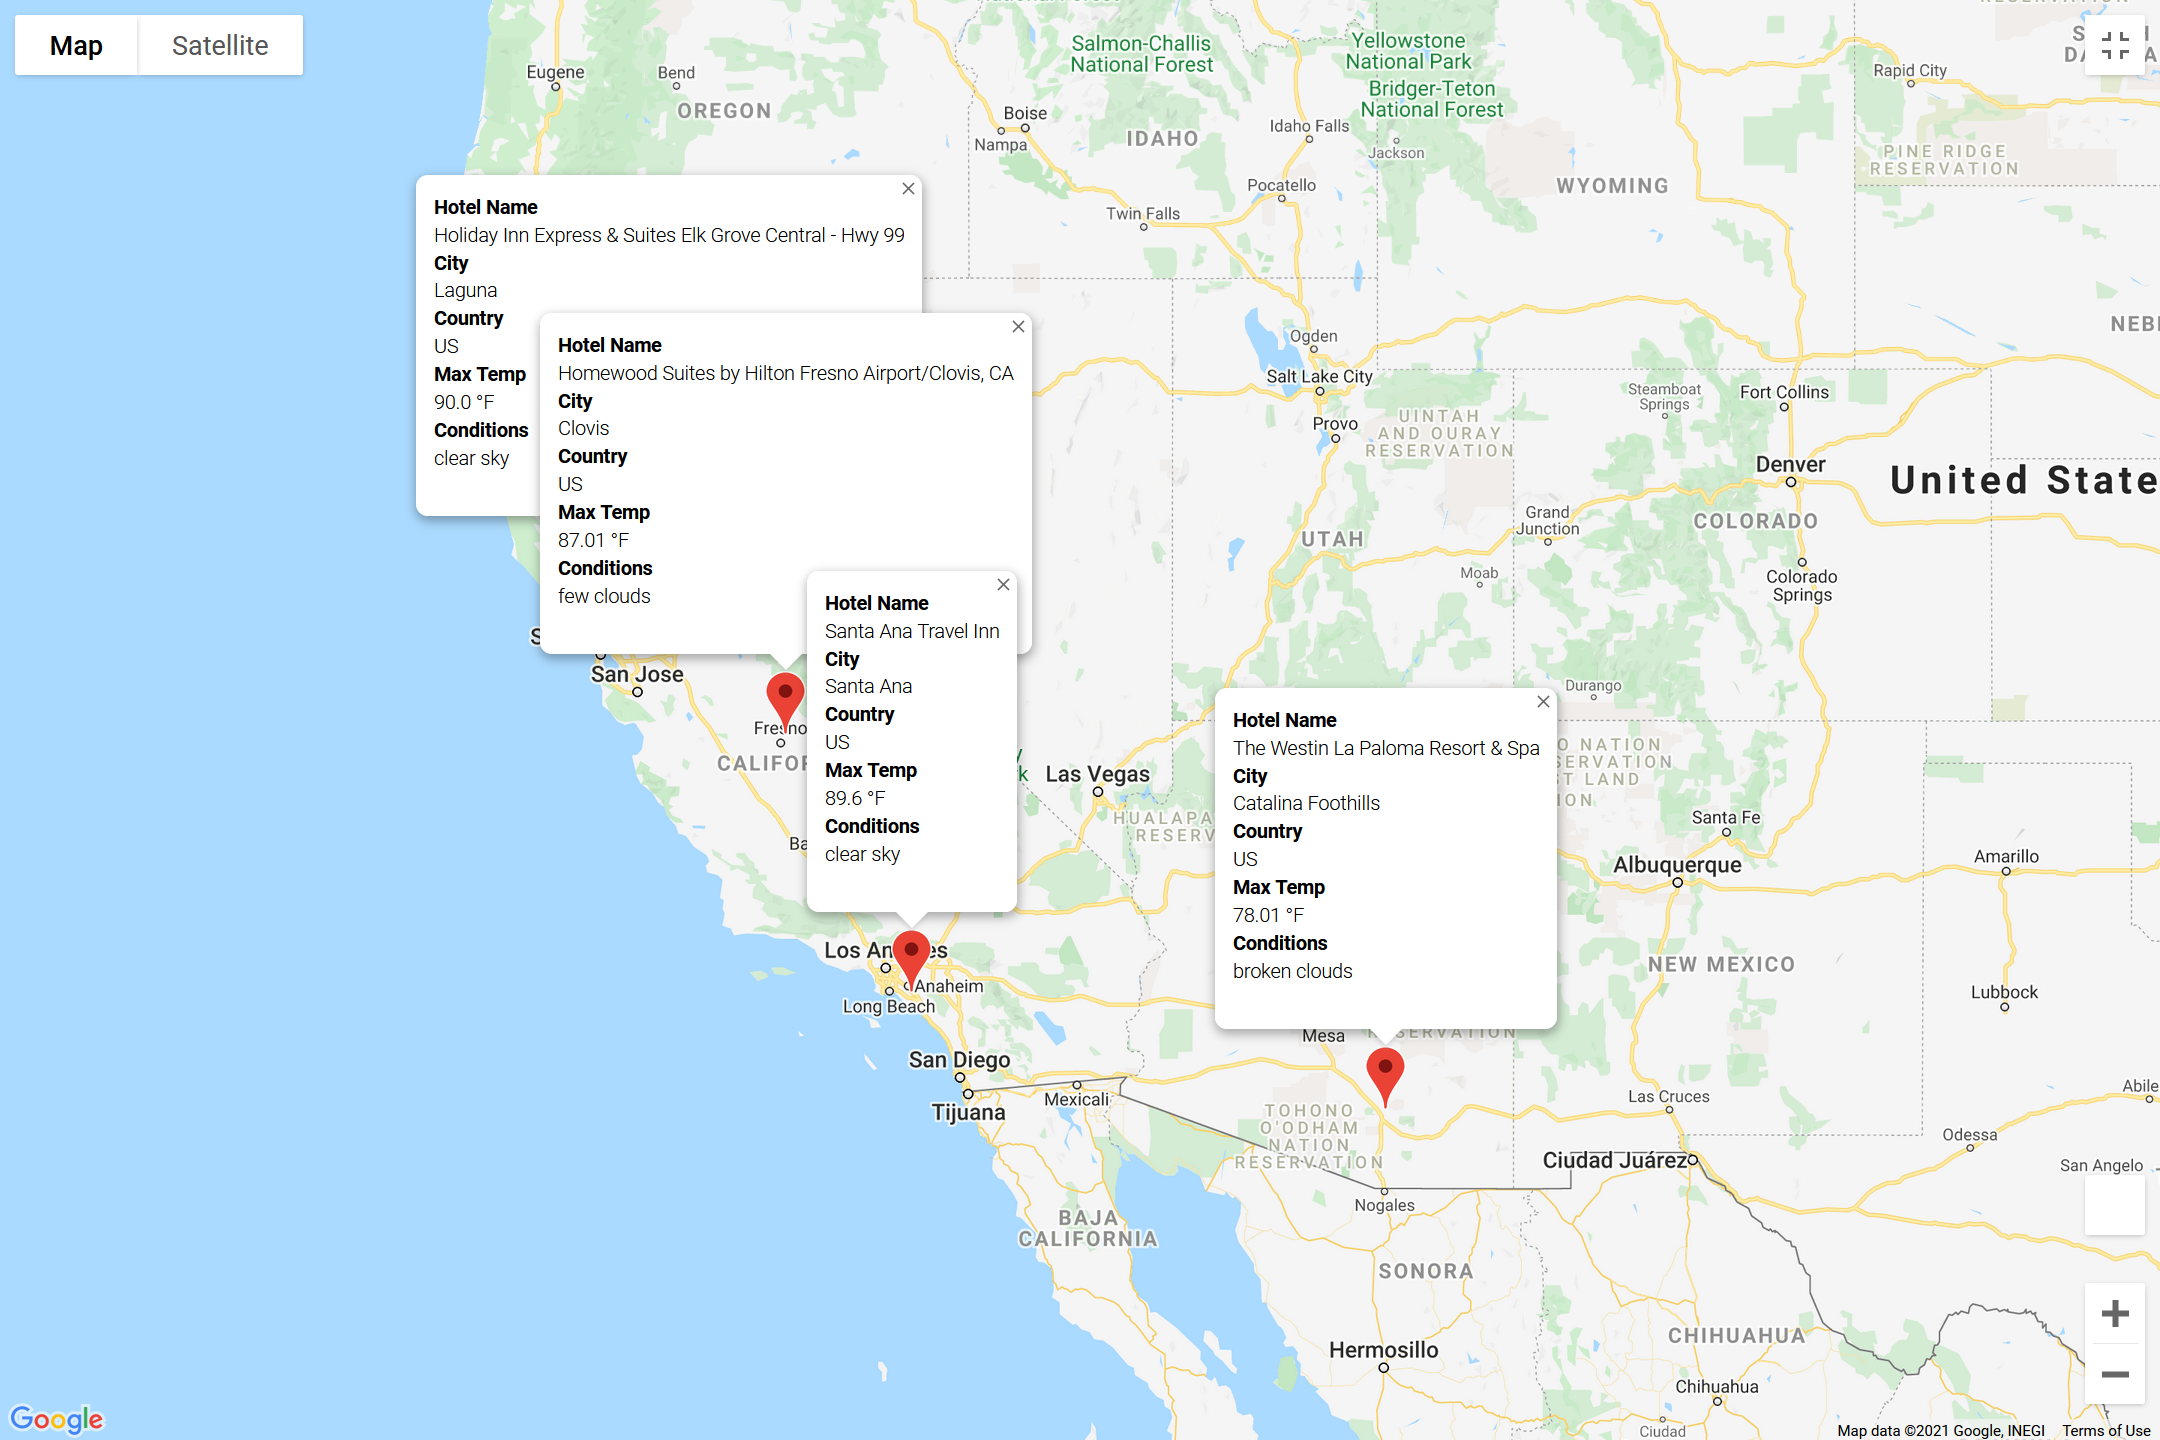 Map
Satellite
Hotel Name
Holiday Inn Express & Suites Elk Grove Central - Hwy 99
City
Laguna
Country
US
Max Temp
90.0 °F
Conditions
clear sky
Hotel Name
Homewood Suites by Hilton Fresno Airport/Clovis, CA
City
Clovis
Country
US
Max Temp
87.01 °F
Conditions
few clouds
Hotel Name
Santa Ana Travel Inn
City
Santa Ana
Country
US
Max Temp
89.6 °F
Conditions
clear sky
Hotel Name
The Westin La Paloma Resort & Spa
City
Catalina Foothills
Country
US
Max Temp
78.01 °F
Conditions
broken clouds
Salmon-Challis
National Forest
Yellowstone
National Park
Bridger-Teton
National Forest
Eugene
Bend
OREGON
Boise
Nampa
IDAHO
Idaho Falls
Jackson
Pocatello
Twin Falls
WYOMING
Rapid City
PINE RIDGE
RESERVATION
Ogden
Salt Lake City
Provo
UINTAH
AND OURAY
RESERVATION
Steamboat
Springs
Fort Collins
Denver
United State
NEB
COLORADO
Grand
Junction
UTAH
Moab
Colorado
Springs
Durango
San Jose
Fresno
CALIFOR
Las Vegas
HUALAPA
RESERV
O NATION
SERVATION
T LAND
ION
Santa Fe
Albuquerque
Amarillo
NEW MEXICO
Lubbock
Los An es
Anaheim
Long Beach
San Diego
Tijuana
Mexicali
Mesa
RESERVATION
TOHONO
O'ODHAM
NATION
RESERVATION
Las Cruces
Abile
Odessa
San Angelo
Ciudad Juárez
Nogales
BAJA
CALIFORNIA
SONORA
Hermosillo
CHIHUAHUA
Chihuahua
Ciudad
Google
Map data ©2021 Google, INEGI
Terms of Use